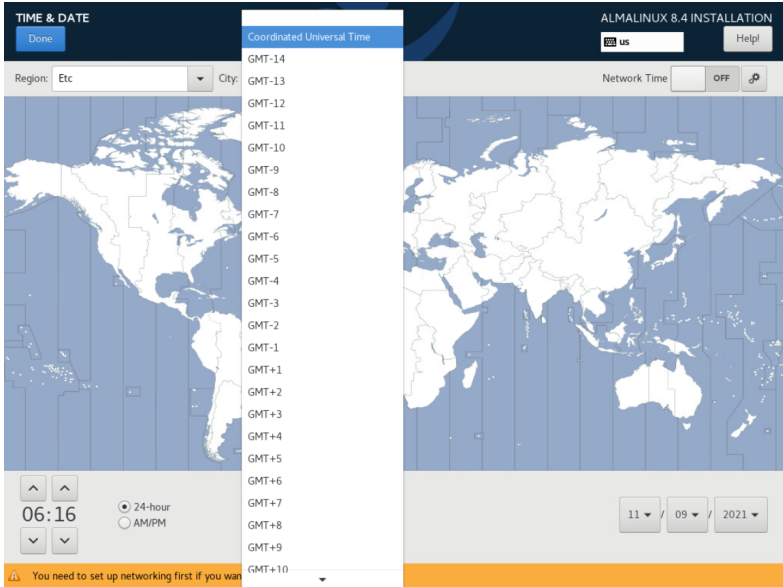 TIME & DATE
ALMALINUX 8.4 INSTALLATION
Done
us
Help!
Region: Etc
City:
Network Time
OFF
Coordinated Universal Time
GMT-14
GMT-13
GMT-12
GMT-11
GMT-10
GMT-9
GMT-8
GMT-7
GMT-6
GMT-5
GMT-4
GMT-3
GMT-2
GMT-1
GMT+1
GMT+2
GMT+3
GMT+4
GMT+5
GMT+6
GMT+7
GMT+8
GMT+9
GMT+10
06:16
24-hour
AM/PM
11 / 09 / 2021
You need to set up networking first if you wan